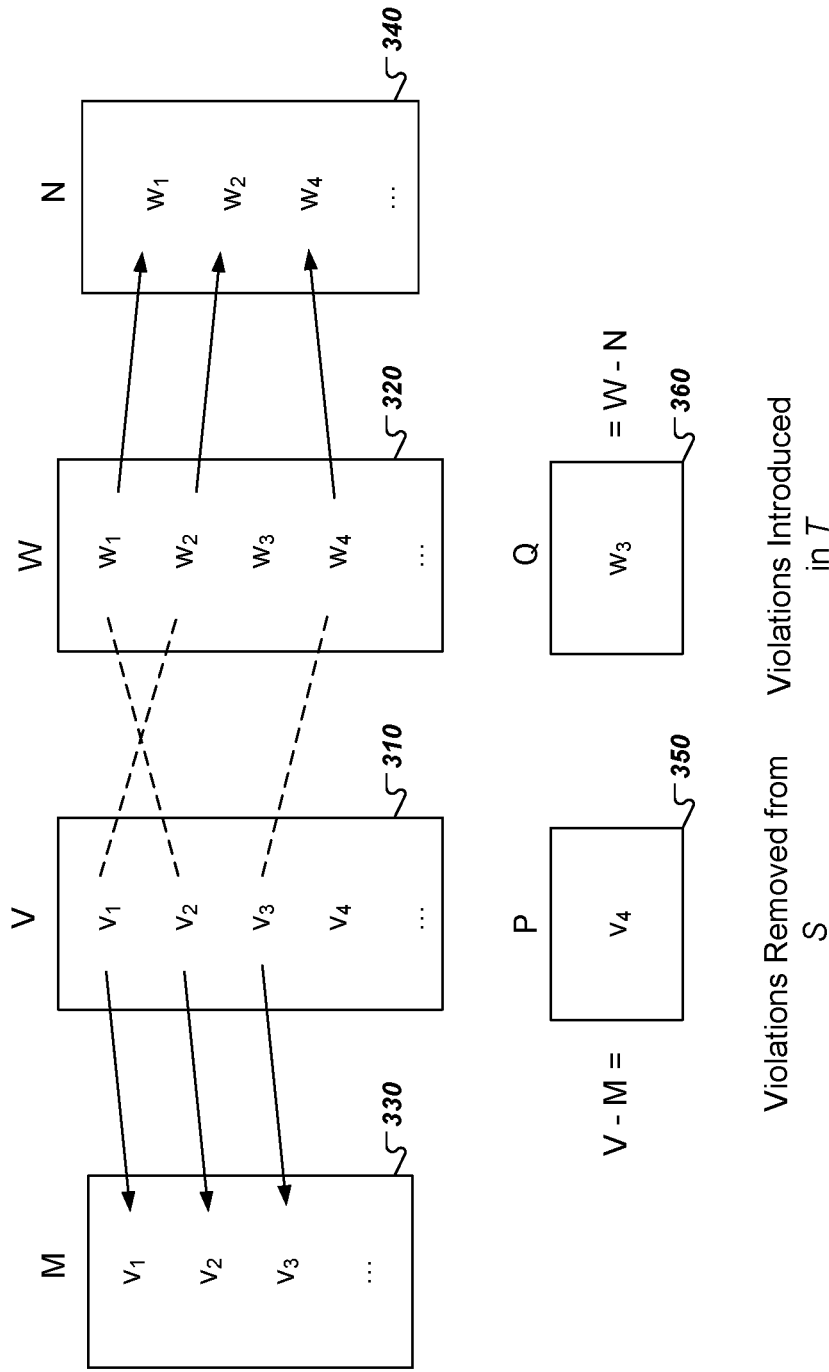 M
v1
v2
v3
...
330
V
v1
v2
v3
v4
...
310
W
w1
w2
w3
w4
...
320
N
w1
w2
w4
...
340
V - M =
P
v4
350
Q
w3
360
= W - N
Violations Removed from
S
Violations Introduced
in T